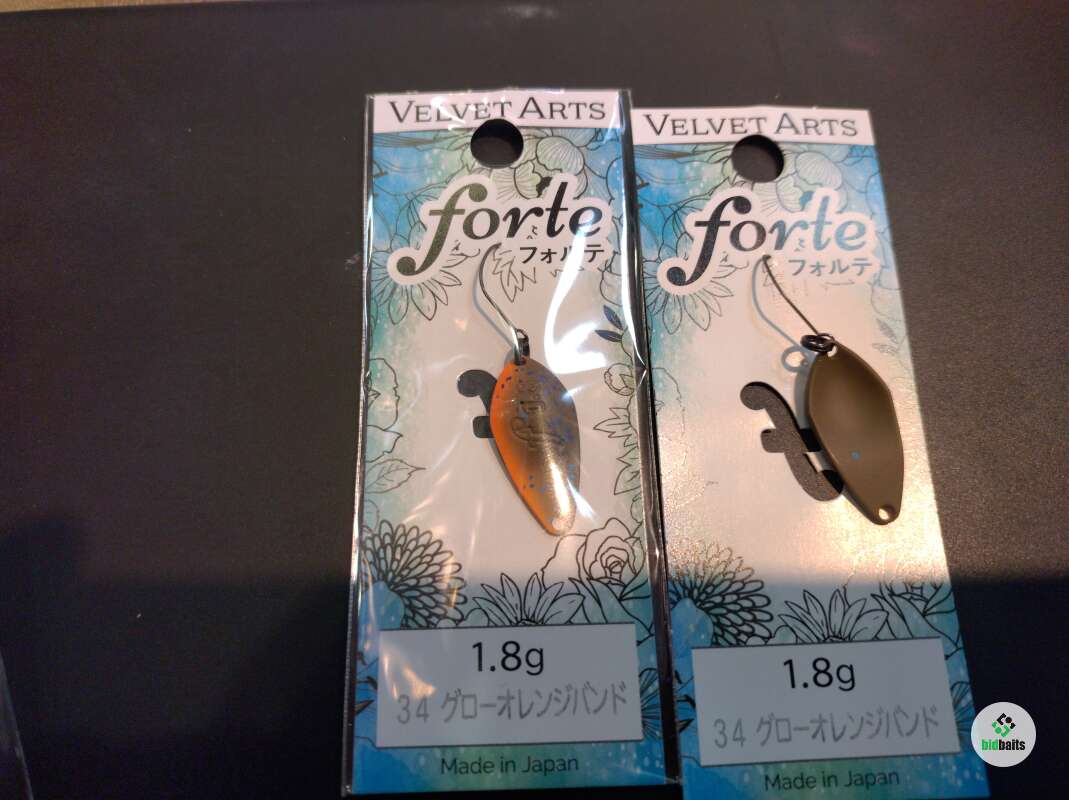 VELVET ARTS
forte
フォルテ
1.8g
34 グローオレンジバンド
Made in Japan
VELVET ARTS
forte
フォルテ
1.8g
34 グローオレンジバンド
Made in Japan
bidbaits